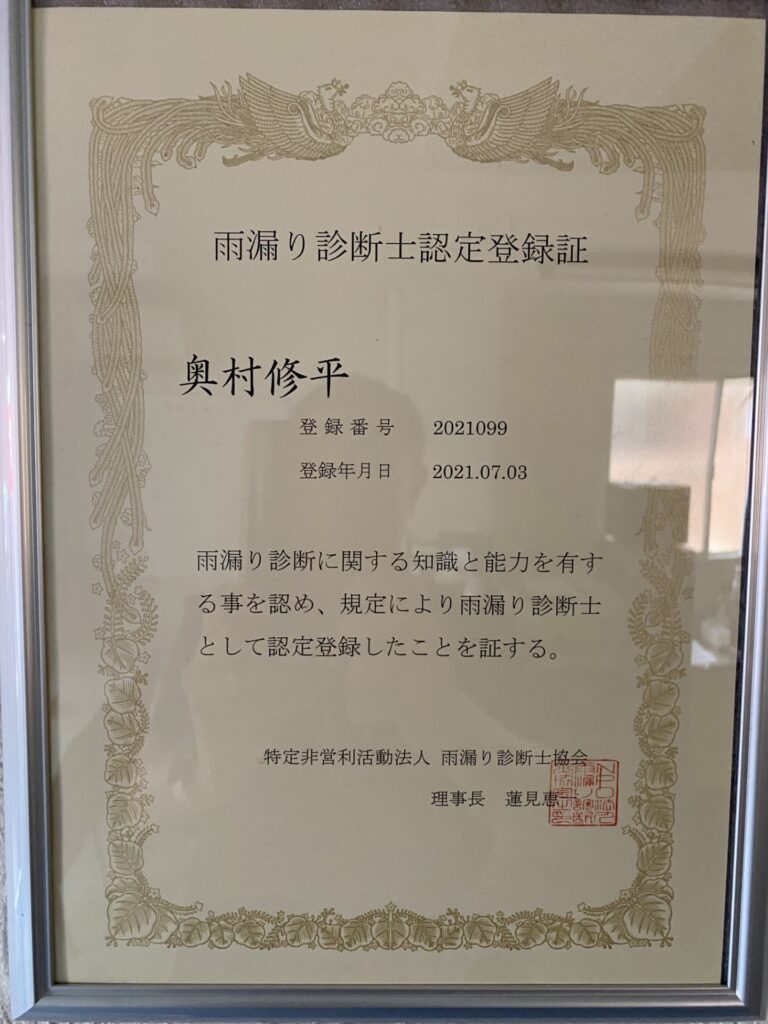 雨漏り診断士認定登録証
奥村修平
登録番号 2021099
登録年月日 2021.07.03
雨漏り診断に関する知識と能力を有す
る事を認め、規定により雨漏り診断士
として認定登録したことを証する。
特定非営利活動法人 雨漏り診断士協会
理事長 蓮見恵一